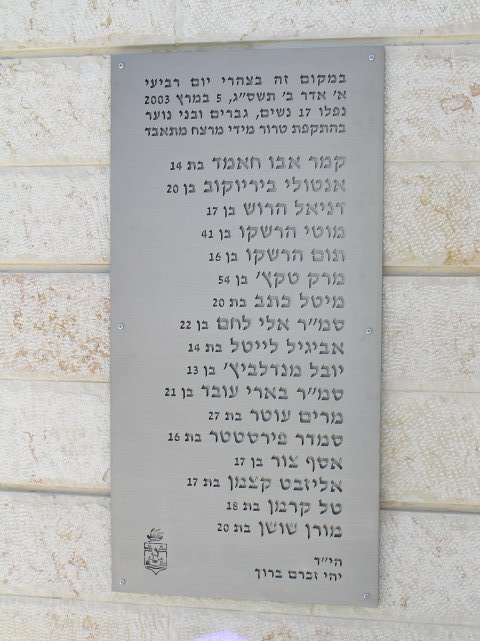 במקום זה בצהרי יום רביעי
א׳ אדר ב׳ תשס״ג, 5 במרץ 2003
נפלו 17 נשים, גברים ובני נוער
בהתקפת טרור מידי מרצח מתאבד
קמר אבו חאמד בת 14
אנטולי ביריוקוב בן 20
דניאל הרוש בן 17
מוטי הרשקו בן 41
תום הרשקו בן 16
מרק טקץ׳ בן 54
מיטל כתב בת 20
סמ״ר אלי לחם בן 22
אביגיל לייטל בת 14
יובל מנדלביץ׳ בן 13
סמ״ר בארי עובד בן 21
מרים עוטר בת 27
סמדר פירסטטר בת 16
אסף צור בן 17
אליזבט קצמן בת 17
טל קרמן בת 18
מורן שושן בת 20
הי״ד
יהי זכרם ברוך